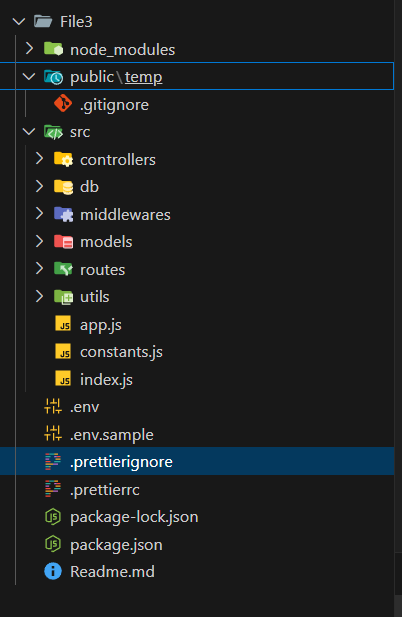 File3
node_modules
public\temp
.gitignore
src
controllers
db
middlewares
models
routes
utils
JS app.js
JS constants.js
JS index.js
.env
.env.sample
.prettierignore
.prettierrc
package-lock.json
package.json
Readme.md